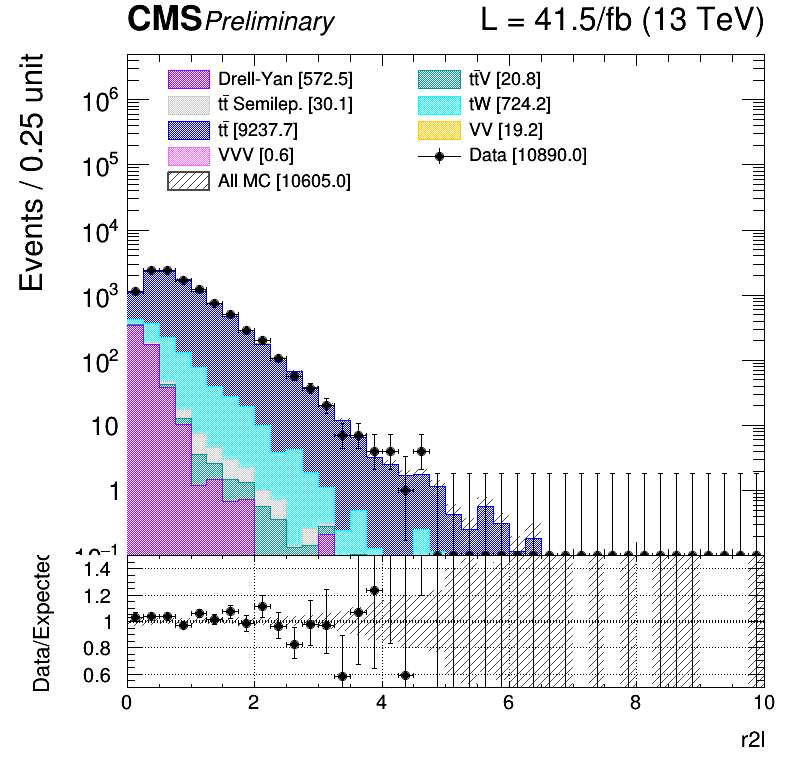 CMS Preliminary L = 41.5/fb (13 TeV)
Events / 0.25 unit
Drell-Yan [572.5]
tt̄ Semilep. [30.1]
tt̄ [9237.7]
VVV [0.6]
All MC [10605.0]
tt̄V [20.8]
tW [724.2]
VV [19.2]
Data [10890.0]
10⁶
10⁵
10⁴
10³
10²
10
1
10⁻¹
Data/Expected
1.4
1.2
1
0.8
0.6
0 2 4 6 8 10
r2l